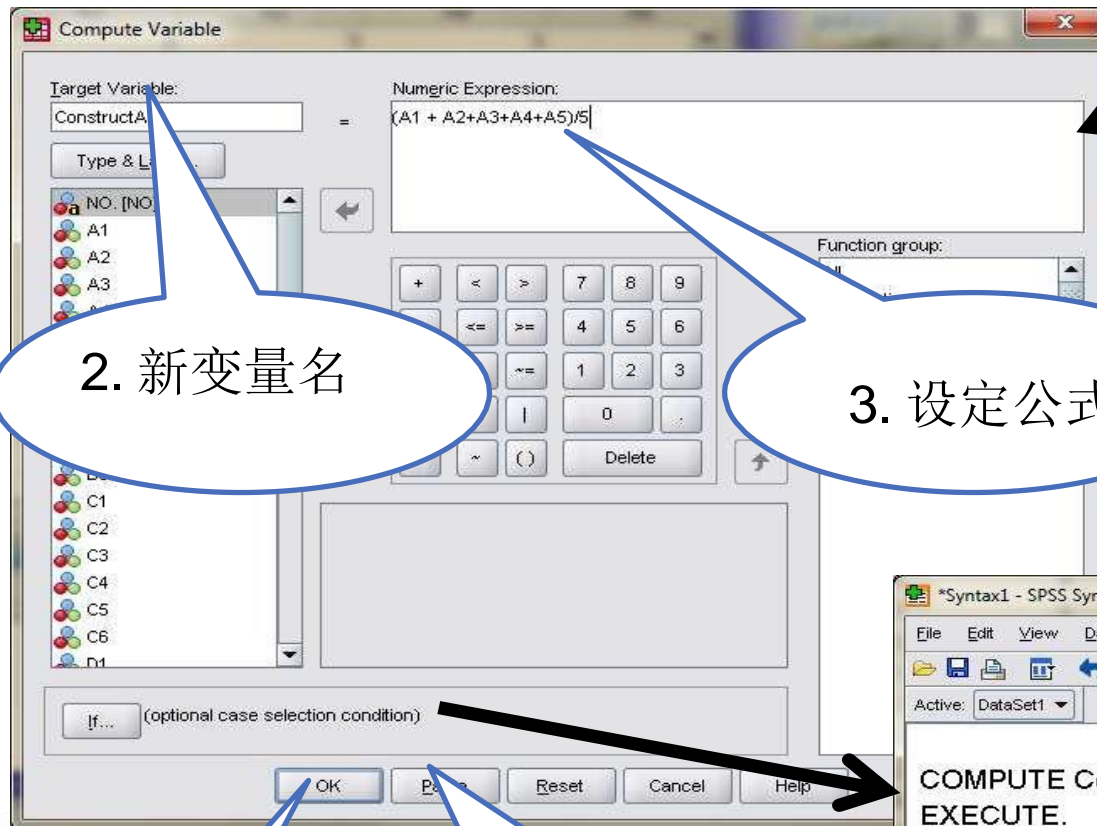 Compute Variable
Target Variable:
Numeric Expression:
ConstructA
=
(A1 + A2+A3+A4+A5)/5
Type &
NO. [NO
A1
A2
A3
2. 新变量名
C1
C2
C3
C4
C5
C6
D1
+ < > 7 8 9
<= >= 4 5 6
~= 1 2 3
| 0 .
~ ( ) Delete
Function group:
3. 设定公式
If... (optional case selection condition)
OK
Reset
Cancel
Help
*Syntax1 - SPSS Syn
File Edit View D
Active: DataSet1
COMPUTE Co
EXECUTE.